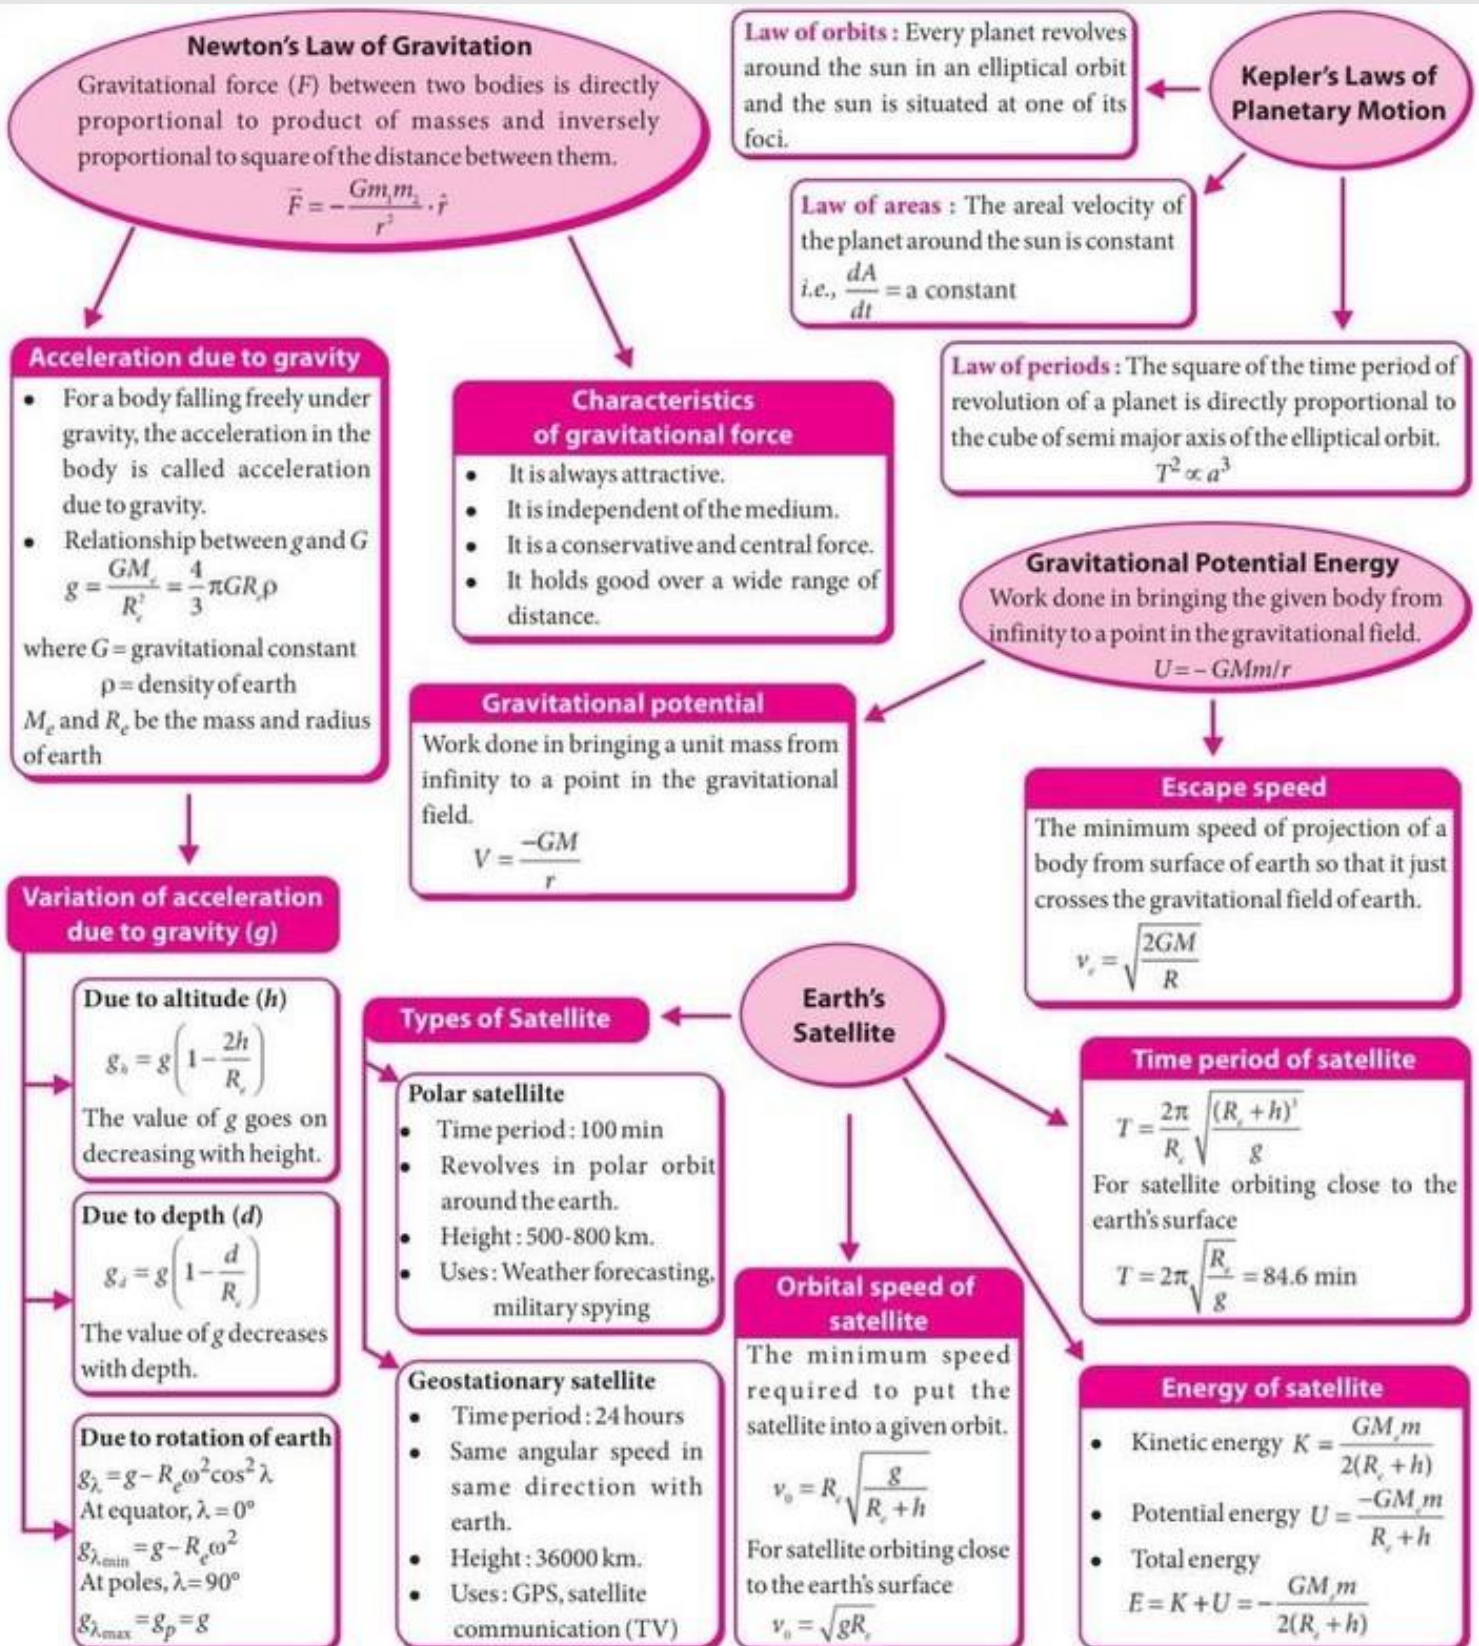 Newton's Law of Gravitation
Gravitational force (F) between two bodies is directly
proportional to product of masses and inversely
proportional to square of the distance between them.
F⃗ = − Gm₁m₂/r² · r̂
Law of orbits : Every planet revolves
around the sun in an elliptical orbit
and the sun is situated at one of its
foci.
Kepler's Laws of
Planetary Motion
Law of areas : The areal velocity of
the planet around the sun is constant
i.e., dA/dt = a constant
Law of periods : The square of the time period of
revolution of a planet is directly proportional to
the cube of semi major axis of the elliptical orbit.
T² ∝ a³
Acceleration due to gravity
• For a body falling freely under
gravity, the acceleration in the
body is called acceleration
due to gravity.
• Relationship between g and G
g = GMₑ/Rₑ² = 4/3 πGRₑρ
where G = gravitational constant
ρ = density of earth
Mₑ and Rₑ be the mass and radius
of earth
Characteristics
of gravitational force
• It is always attractive.
• It is independent of the medium.
• It is a conservative and central force.
• It holds good over a wide range of
distance.
Gravitational Potential Energy
Work done in bringing the given body from
infinity to a point in the gravitational field.
U = – GMm/r
Gravitational potential
Work done in bringing a unit mass from
infinity to a point in the gravitational
field.
V = −GM/r
Escape speed
The minimum speed of projection of a
body from surface of earth so that it just
crosses the gravitational field of earth.
vₑ = √(2GM/R)
Variation of acceleration
due to gravity (g)
Due to altitude (h)
gₕ = g(1 − 2h/Rₑ)
The value of g goes on
decreasing with height.
Due to depth (d)
g_d = g(1 − d/Rₑ)
The value of g decreases
with depth.
Due to rotation of earth
g_λ = g – Rₑω²cos²λ
At equator, λ = 0°
g_λmin = g – Rₑω²
At poles, λ = 90°
g_λmax = gₚ = g
Earth's
Satellite
Types of Satellite
Polar satellilte
• Time period : 100 min
• Revolves in polar orbit
around the earth.
• Height : 500-800 km.
• Uses : Weather forecasting,
military spying
Geostationary satellite
• Time period : 24 hours
• Same angular speed in
same direction with
earth.
• Height : 36000 km.
• Uses : GPS, satellite
communication (TV)
Orbital speed of
satellite
The minimum speed
required to put the
satellite into a given orbit.
v₀ = Rₑ√(g/(Rₑ + h))
For satellite orbiting close
to the earth's surface
v₀ = √(gRₑ)
Time period of satellite
T = 2π/Rₑ √((Rₑ + h)³/g)
For satellite orbiting close to the
earth's surface
T = 2π√(Rₑ/g) = 84.6 min
Energy of satellite
• Kinetic energy K = GMₑm/2(Rₑ + h)
• Potential energy U = −GMₑm/Rₑ + h
• Total energy
E = K + U = − GMₑm/2(Rₑ + h)